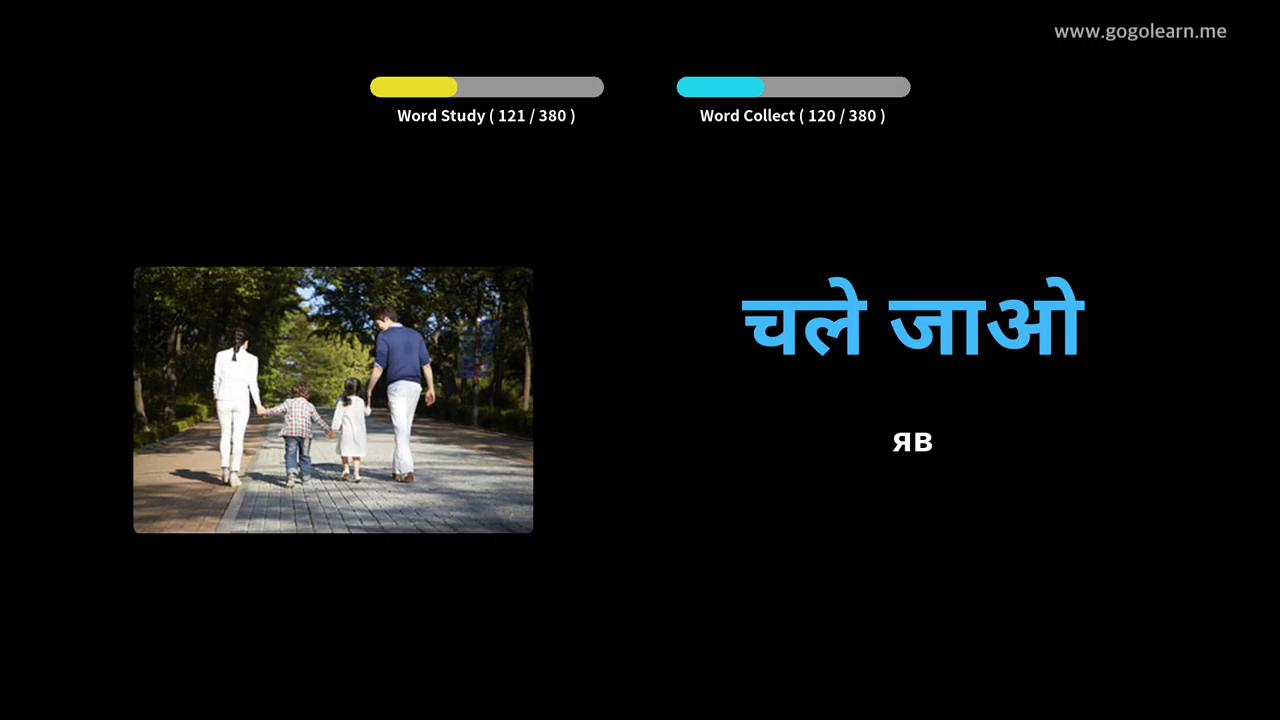 www.gogolearn.me
Word Study ( 121 / 380 )
Word Collect ( 120 / 380 )
चले जाओ
яв